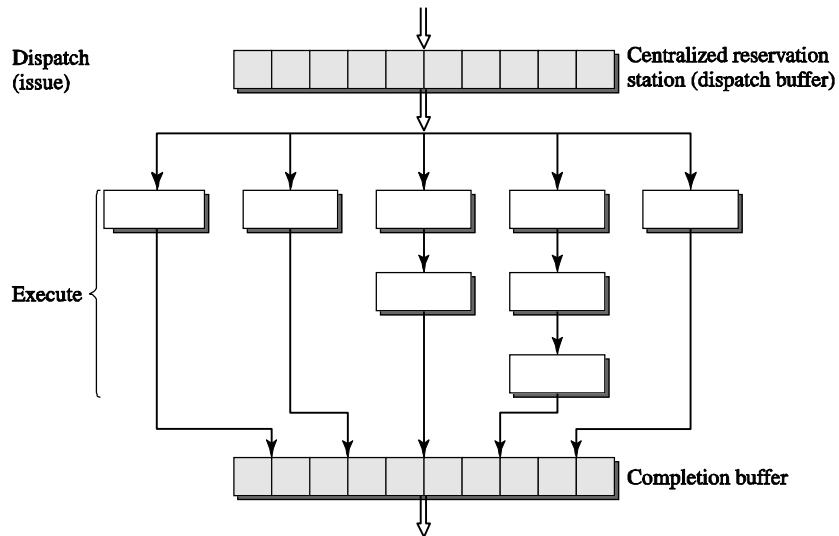 Dispatch
(issue)
Centralized reservation
station (dispatch buffer)
Execute
Completion buffer